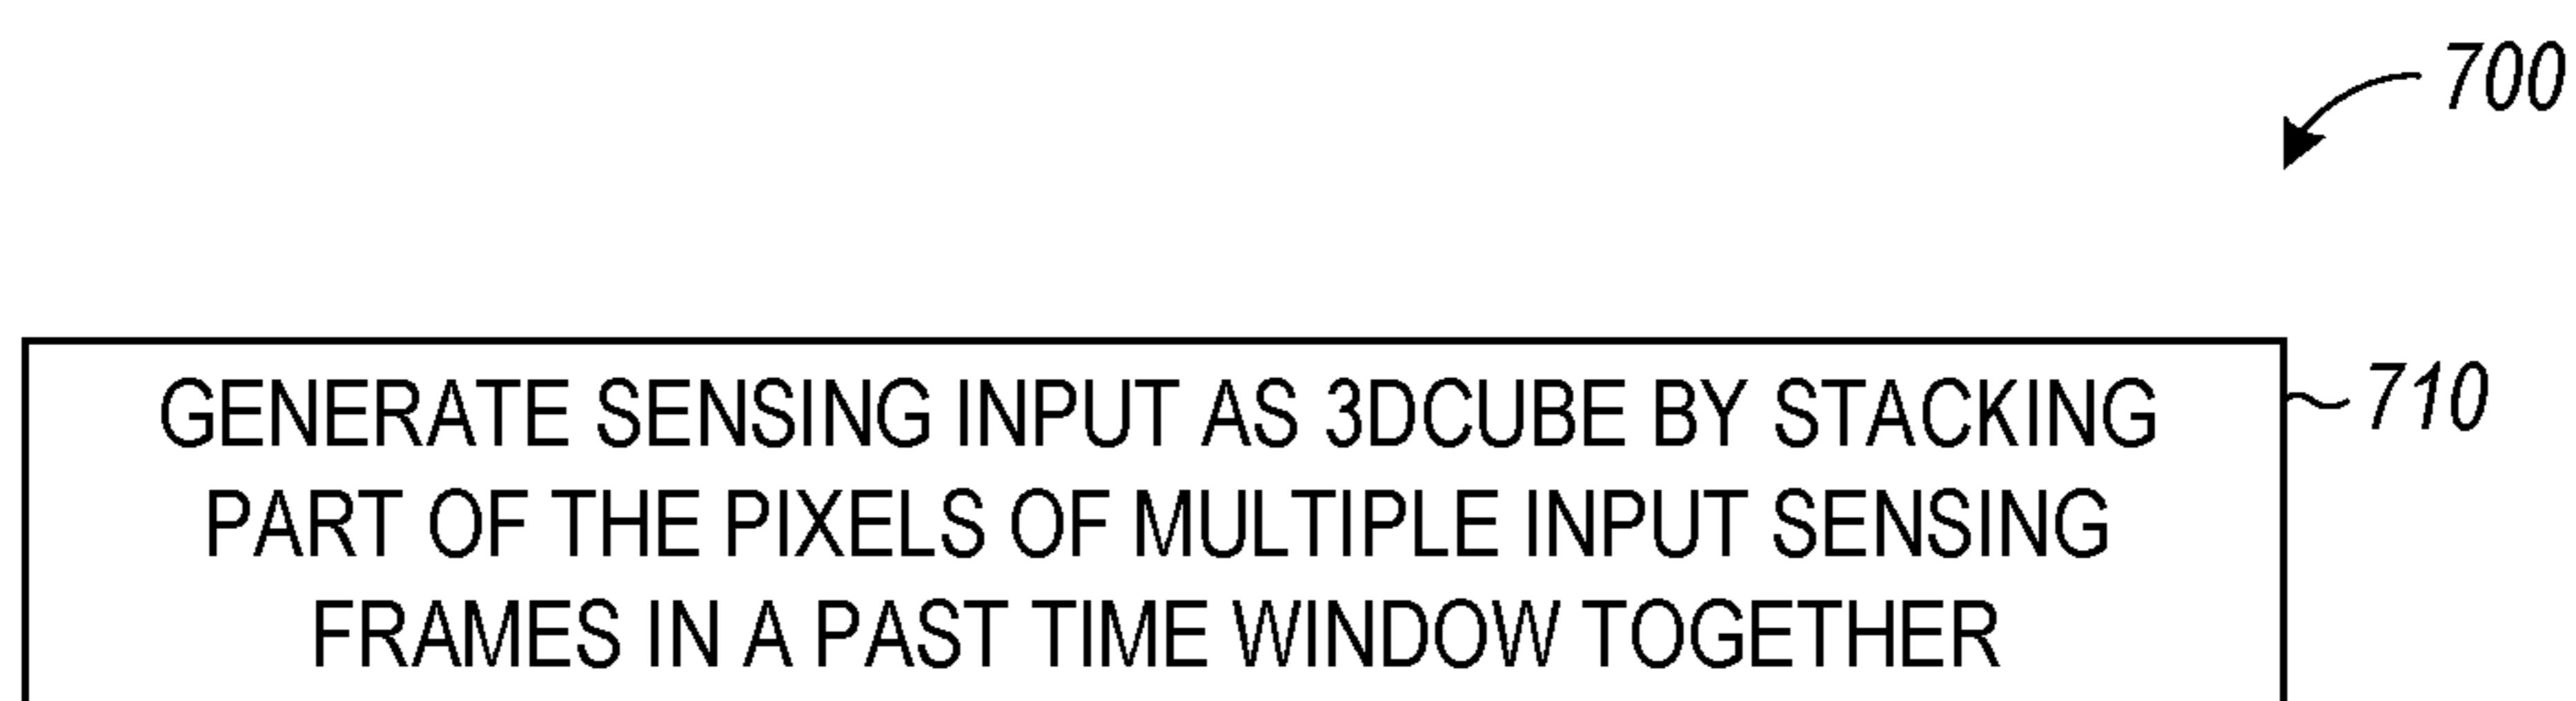 700
GENERATE SENSING INPUT AS 3DCUBE BY STACKING
710
PART OF THE PIXELS OF MULTIPLE INPUT SENSING
FRAMES IN A PAST TIME WINDOW TOGETHER